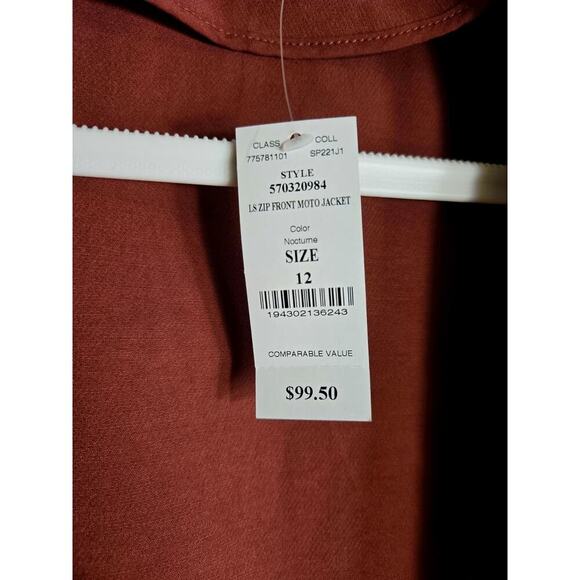 CLASS COLL
775781101 SP221J1
STYLE
570320984
LS ZIP FRONT MOTO JACKET
Color
Nocturne
SIZE
12
194302136243
COMPARABLE VALUE
$99.50